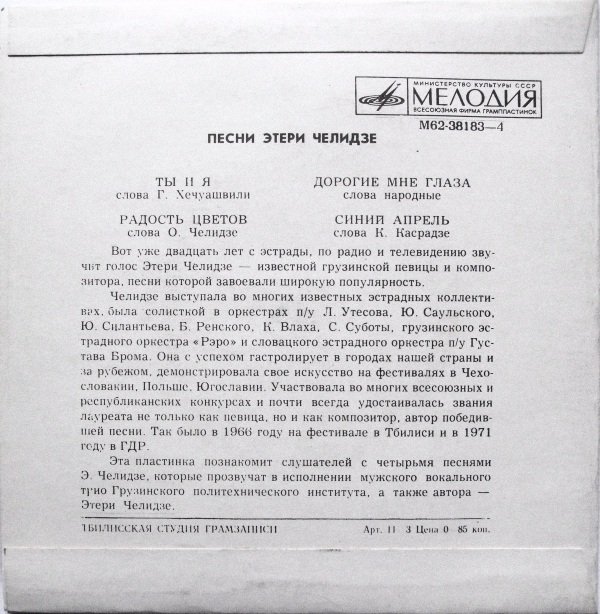 МИНИСТЕРСТВО КУЛЬТУРЫ СССР
МЕЛОДИЯ
ВСЕСОЮЗНАЯ ФИРМА ГРАМПЛАСТИНОК
М62-38183—4
ПЕСНИ ЭТЕРИ ЧЕЛИДЗЕ
ТЫ И Я
слова Г. Хечуашвили
РАДОСТЬ ЦВЕТОВ
слова О. Челидзе
ДОРОГИЕ МНЕ ГЛАЗА
слова народные
СИНИЙ АПРЕЛЬ
слова К. Касрадзе
Вот уже двадцать лет с эстрады, по радио и телевидению зву-
чит голос Этери Челидзе — известной грузинской певицы и компо-
зитора, песни которой завоевали широкую популярность.
Челидзе выступала во многих известных эстрадных коллекти-
вах, была солисткой в оркестрах п/у Л. Утесова, Ю. Саульского,
Ю. Силантьева, Б. Ренского, К. Влаха, С. Субботы, грузинского эс-
традного оркестра «Рэро» и словацкого эстрадного оркестра п/у Гус-
тава Брома. Она с успехом гастролирует в городах нашей страны и
за рубежом, демонстрировала свое искусство на фестивалях в Чехо-
словакии, Польше, Югославии. Участвовала во многих всесоюзных и
республиканских конкурсах и почти всегда удостаивалась звания
лауреата не только как певица, но и как композитор, автор победив-
шей песни. Так было в 1966 году на фестивале в Тбилиси и в 1971
году в ГДР.
Эта пластинка познакомит слушателей с четырьмя песнями
Э. Челидзе, которые прозвучат в исполнении мужского вокального
трио Грузинского политехнического института, а также автора —
Этери Челидзе.
ТБИЛИССКАЯ СТУДИЯ ГРАМЗАПИСИ
Арт. 11 3 Цена 0 85 коп.